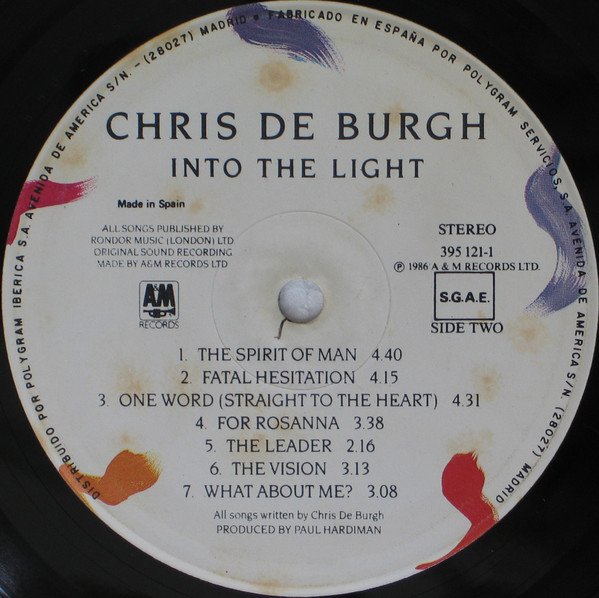 DISTRIBUIDO POR POLYGRAM IBERICA S.A. AVENIDA DE AMERICA S/N. - (28027) MADRID • FABRICADO EN ESPAÑA POR POLYGRAM SERVICIOS, S.A. AVENIDA DE AMERICA S/N. (28027) MADRID
CHRIS DE BURGH
INTO THE LIGHT
Made in Spain
ALL SONGS PUBLISHED BY
RONDOR MUSIC (LONDON) LTD
ORIGINAL SOUND RECORDING
MADE BY A&M RECORDS LTD
A&M
RECORDS
STEREO
395 121-1
℗ 1986 A & M RECORDS LTD.
S.G.A.E.
SIDE TWO
1. THE SPIRIT OF MAN 4.40
2. FATAL HESITATION 4.15
3. ONE WORD (STRAIGHT TO THE HEART) 4.31
4. FOR ROSANNA 3.38
5. THE LEADER 2.16
6. THE VISION 3.13
7. WHAT ABOUT ME? 3.08
All songs written by Chris De Burgh
PRODUCED BY PAUL HARDIMAN